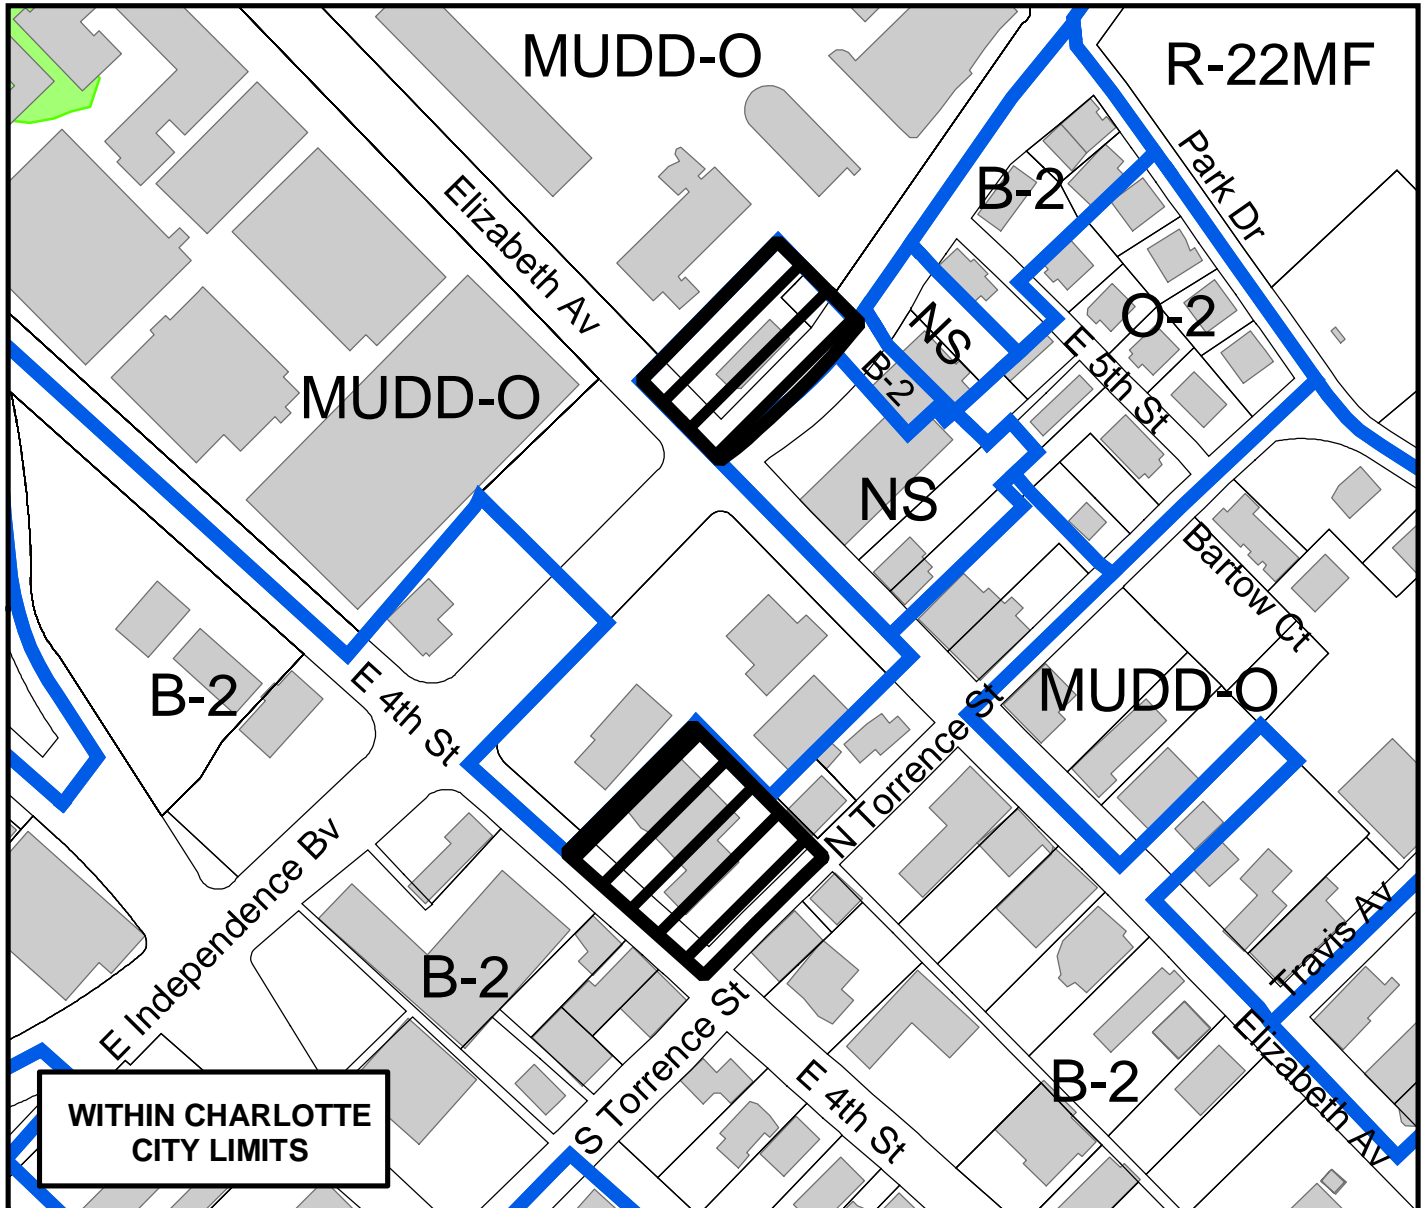 MUDD-O
R-22MF
Park Dr
B-2
Elizabeth Av
NS
O-2
E 5th St
B-2
MUDD-O
NS
Bartow Ct
B-2
E 4th St
MUDD-O
N Torrence St
E Independence Bv
B-2
Travis Av
S Torrence St
E 4th St
B-2
Elizabeth Av
WITHIN CHARLOTTE
CITY LIMITS